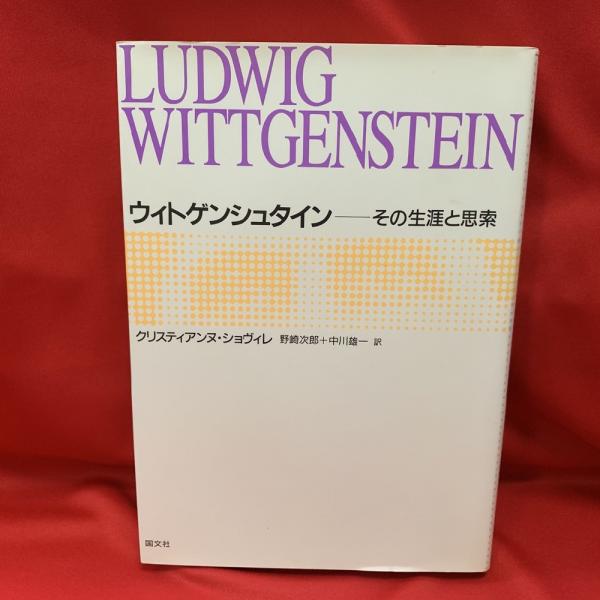 LUDWIG
WITTGENSTEIN
ウィトゲンシュタイン——その生涯と思索
クリスティアンヌ・ショヴィレ 野崎次郎＋中川雄一 訳
国文社